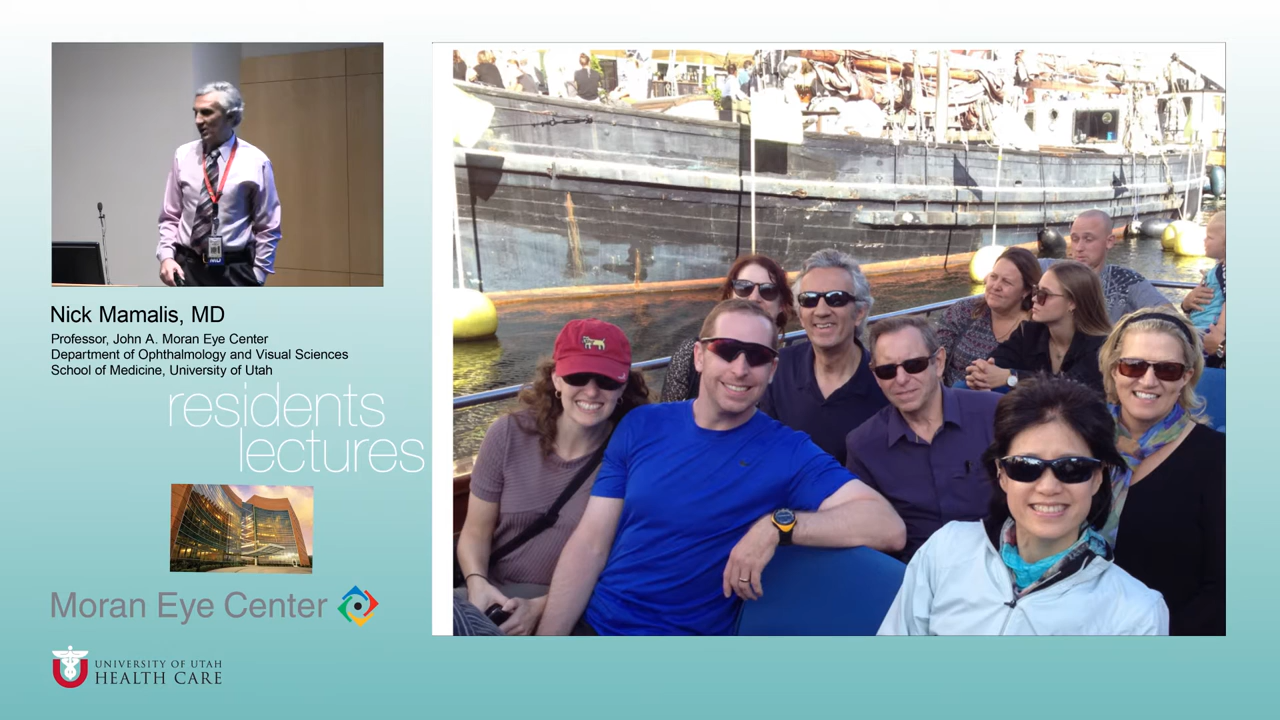 Nick Mamalis, MD
Professor, John A. Moran Eye Center
Department of Ophthalmology and Visual Sciences
School of Medicine, University of Utah
residents
lectures
Moran Eye Center
UNIVERSITY OF UTAH
HEALTH CARE